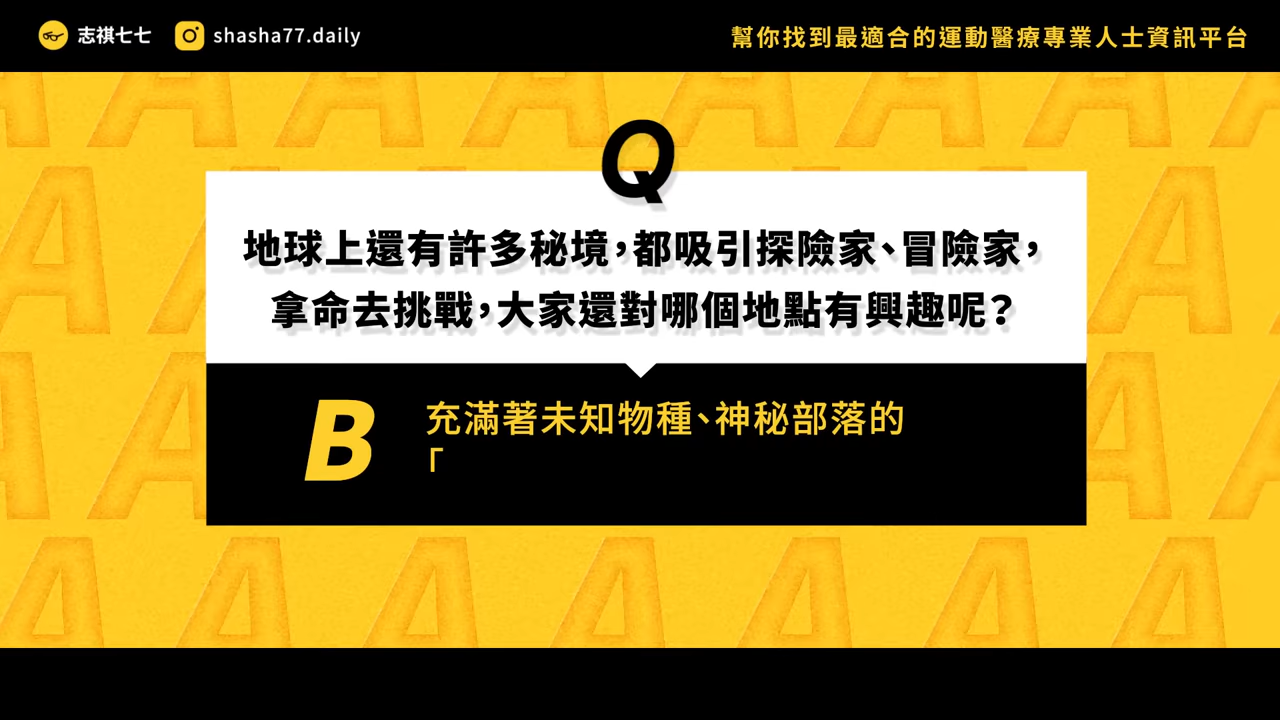 志祺七七 shasha77.daily 幫你找到最適合的運動醫療專業人士資訊平台
Q
地球上還有許多秘境，都吸引探險家、冒險家，
拿命去挑戰，大家還對哪個地點有興趣呢？
B 充滿著未知物種、神秘部落的
「